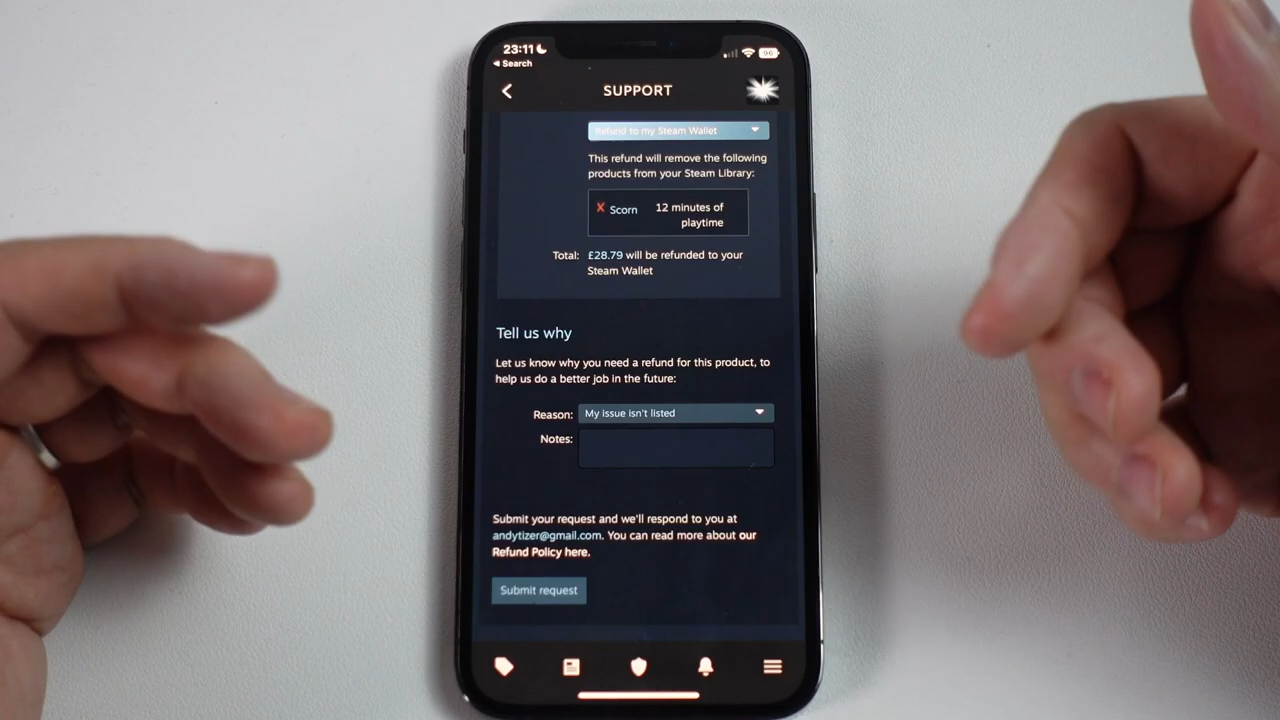 23:11
96
Search
SUPPORT
Refund to my Steam Wallet
This refund will remove the following
products from your Steam Library:
X Scorn 12 minutes of
playtime
Total: £28.79 will be refunded to your
Steam Wallet
Tell us why
Let us know why you need a refund for this product, to
help us do a better job in the future:
Reason: My issue isn't listed
Notes:
Submit your request and we'll respond to you at
andytizer@gmail.com. You can read more about our
Refund Policy here.
Submit request